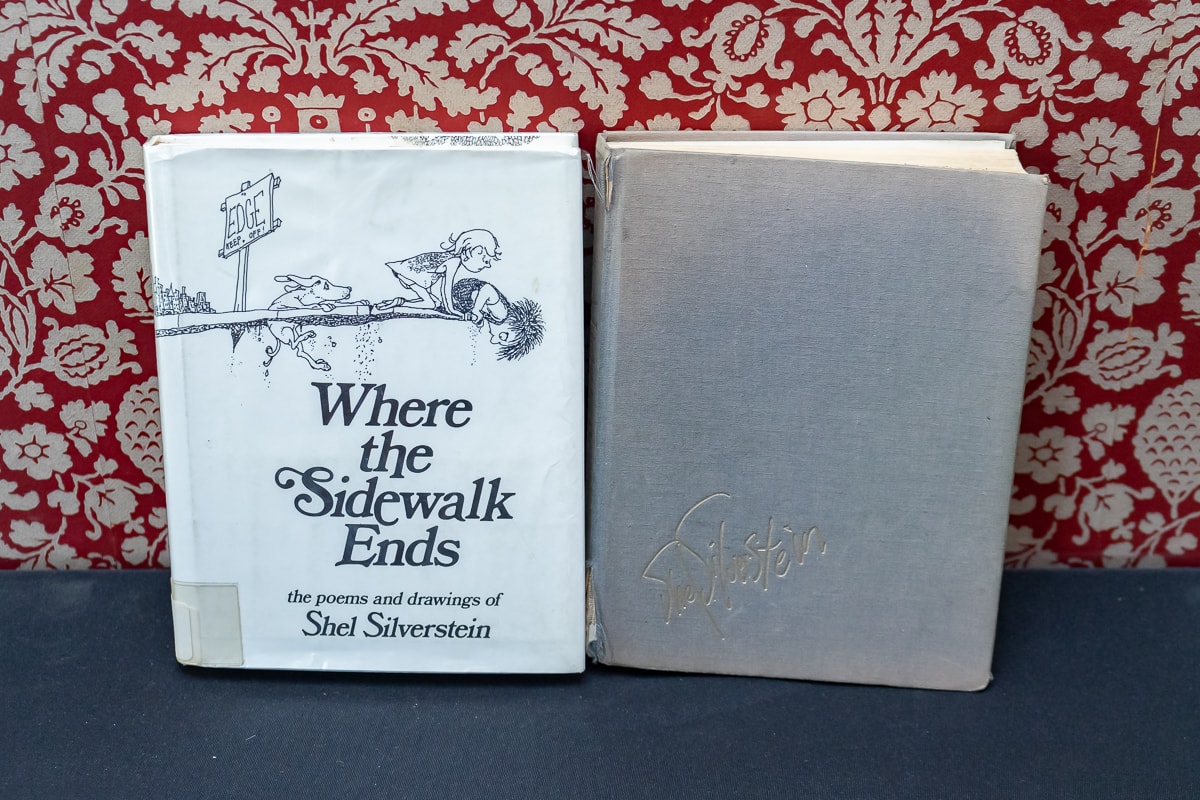 EDGE
KEEP OFF!
Where
the
Sidewalk
Ends
the poems and drawings of
Shel Silverstein
Shel Silverstein